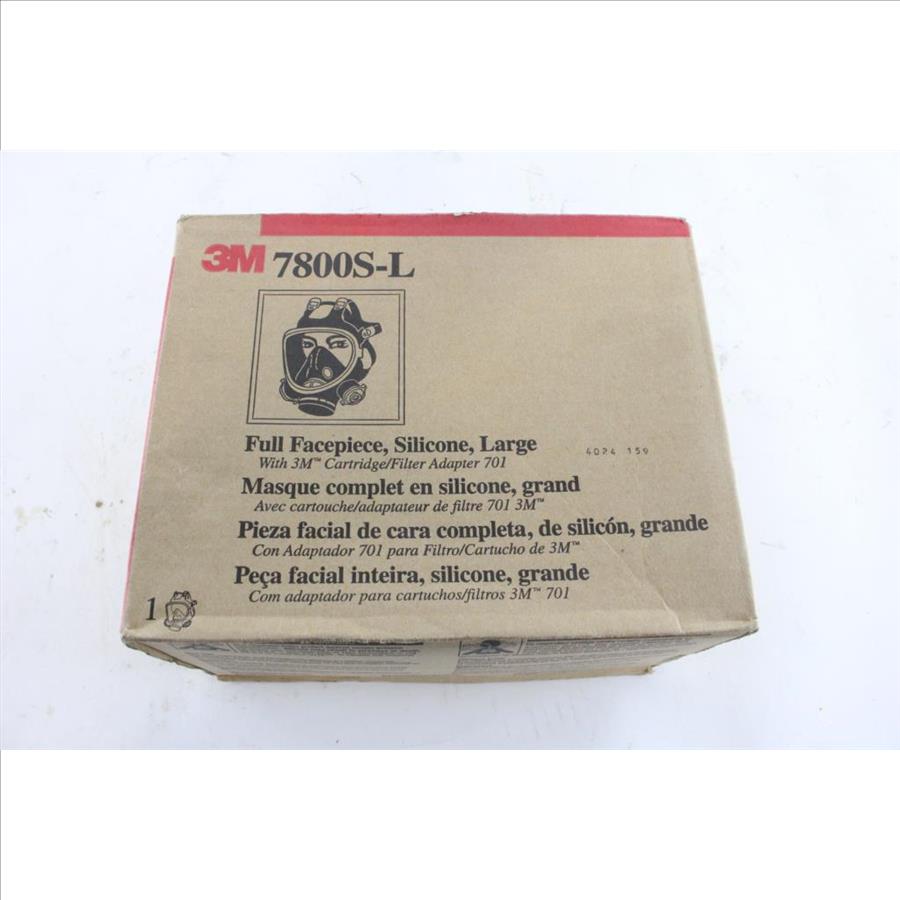 3M 7800S-L
Full Facepiece, Silicone, Large
With 3M™ Cartridge/Filter Adapter 701
4024 159
Masque complet en silicone, grand
Avec cartouche/adaptateur de filtre 701 3M™
Pieza facial de cara completa, de silicón, grande
Con Adaptador 701 para Filtro/Cartucho de 3M™
Peça facial inteira, silicone, grande
Com adaptador para cartuchos/filtros 3M™ 701
1